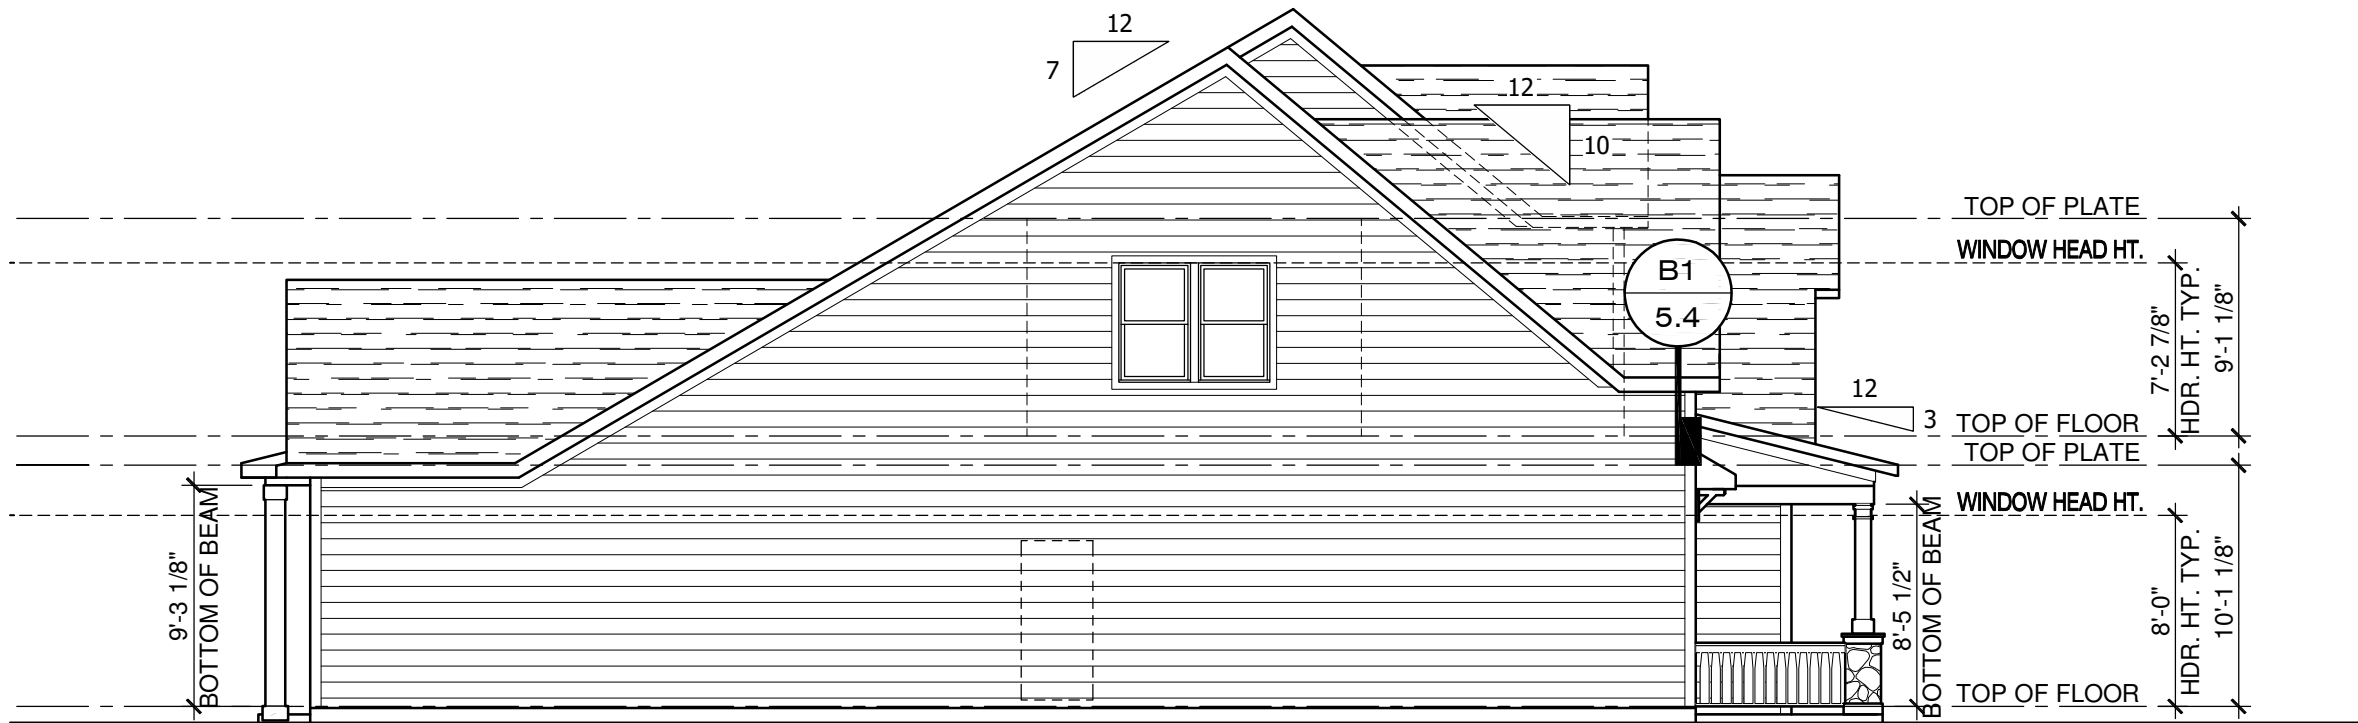 12
7
12
10
TOP OF PLATE
WINDOW HEAD HT.
B1
5.4
7'-2 7/8"
HDR. HT. TYP.
9'-1 1/8"
12
3
TOP OF FLOOR
TOP OF PLATE
WINDOW HEAD HT.
9'-3 1/8"
BOTTOM OF BEAM
8'-5 1/2"
BOTTOM OF BEAM
8'-0"
HDR. HT. TYP.
10'-1 1/8"
TOP OF FLOOR